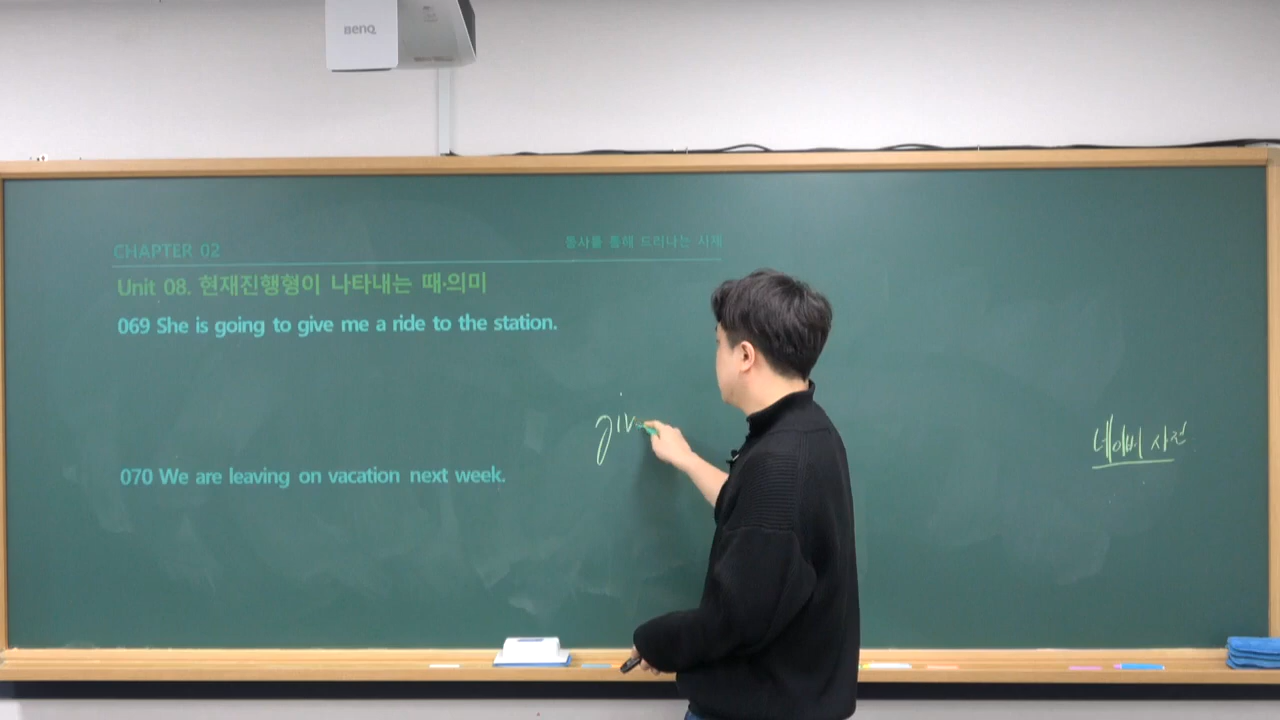 BenQ
CHAPTER 02
동사를 통해 드러나는 시제
Unit 08. 현재진행형이 나타내는 때·의미
069 She is going to give me a ride to the station.
giv
네이버 사전
070 We are leaving on vacation next week.